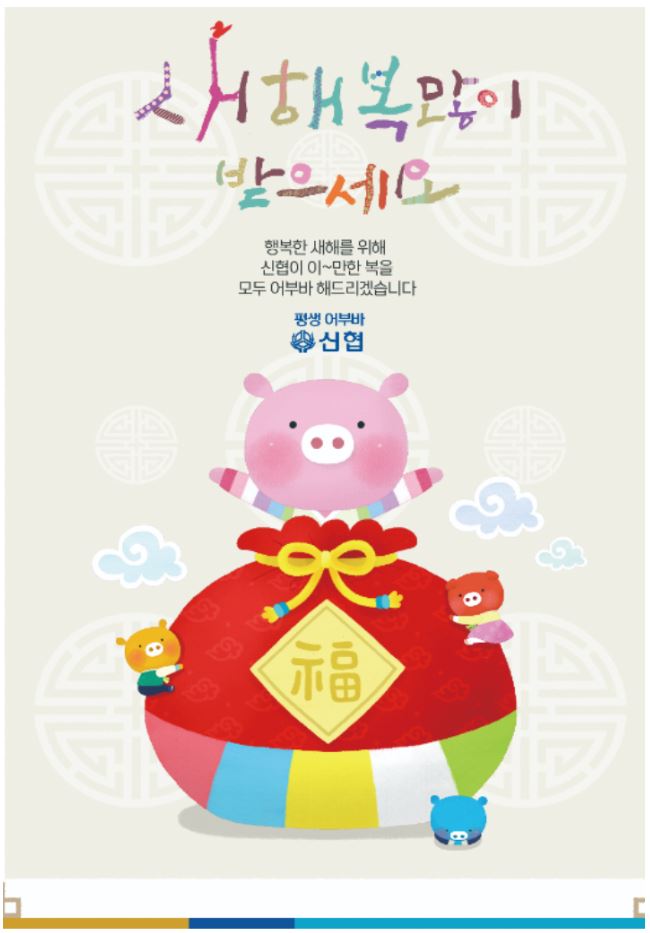 새해 복 많이
받으세요
행복한 새해를 위해
신협이 이~만한 복을
모두 어부바 해드리겠습니다
평생 어부바
신협
福